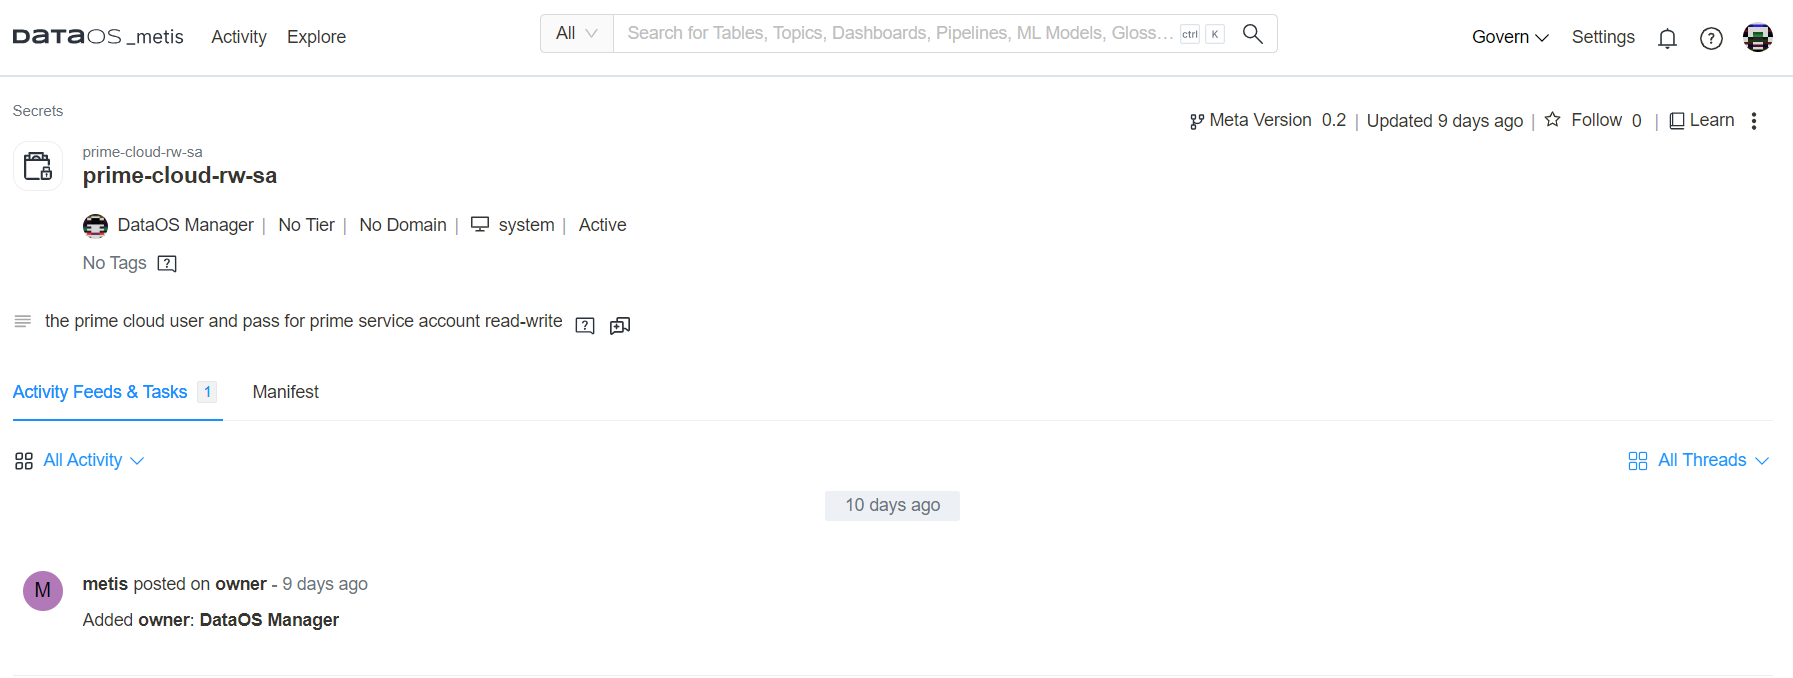 DATAOS _metis Activity Explore All Search for Tables, Topics, Dashboards, Pipelines, ML Models, Gloss... ctrl K Govern Settings
Secrets
Meta Version 0.2 | Updated 9 days ago | Follow 0 | Learn
prime-cloud-rw-sa
prime-cloud-rw-sa
DataOS Manager | No Tier | No Domain | system | Active
No Tags
the prime cloud user and pass for prime service account read-write
Activity Feeds & Tasks 1 Manifest
All Activity All Threads
10 days ago
M metis posted on owner - 9 days ago
Added owner: DataOS Manager